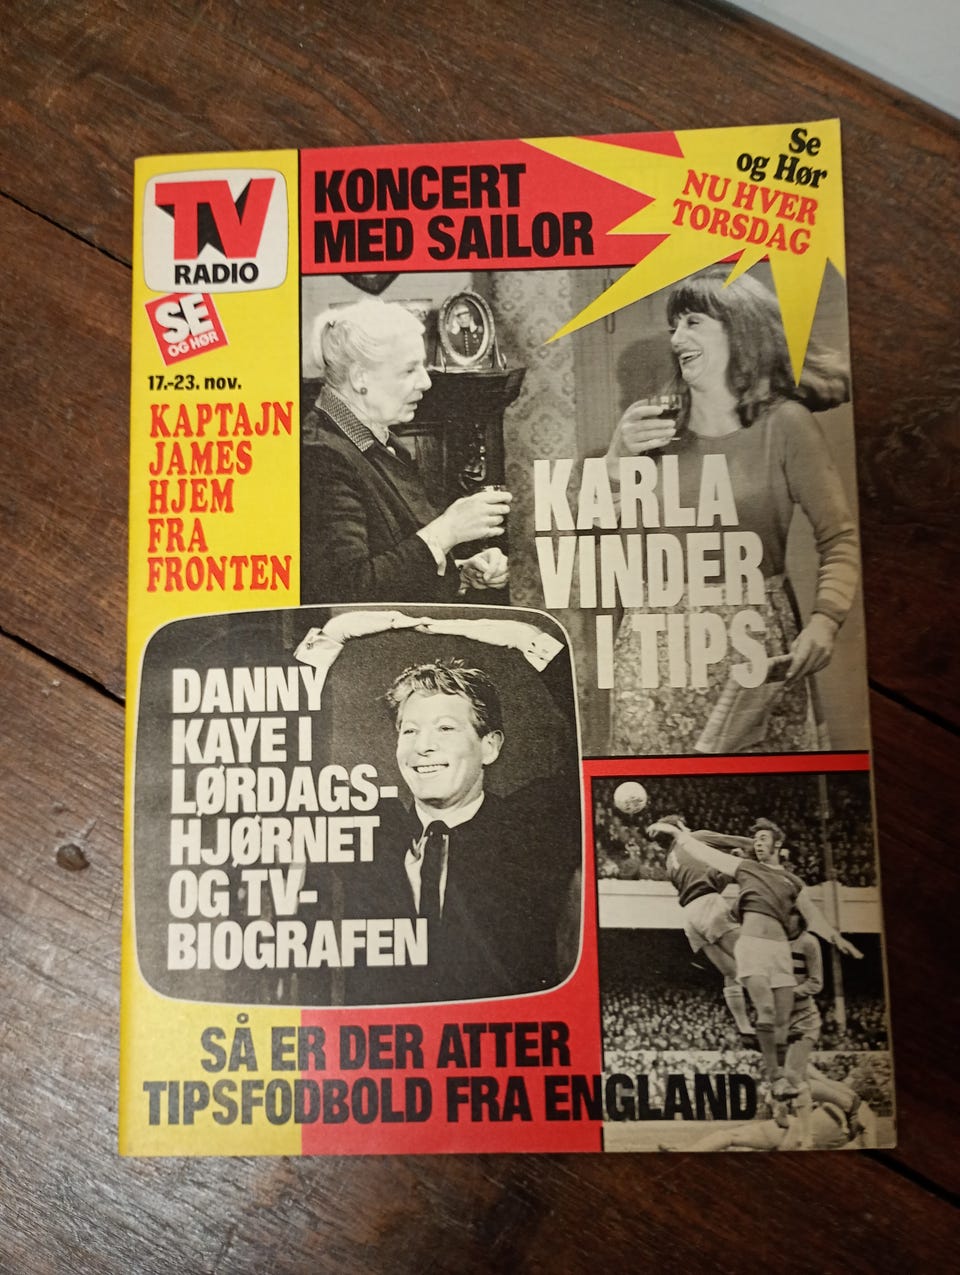 TV
RADIO
SE
OG HØR
17.-23. nov.
KAPTAJN
JAMES
HJEM
FRA
FRONTEN
KONCERT
MED SAILOR
Se
og Hør
NU HVER
TORSDAG
KARLA
VINDER
I TIPS
DANNY
KAYE I
LØRDAGS-
HJØRNET
OG TV-
BIOGRAFEN
SÅ ER DER ATTER
TIPSFODBOLD FRA ENGLAND